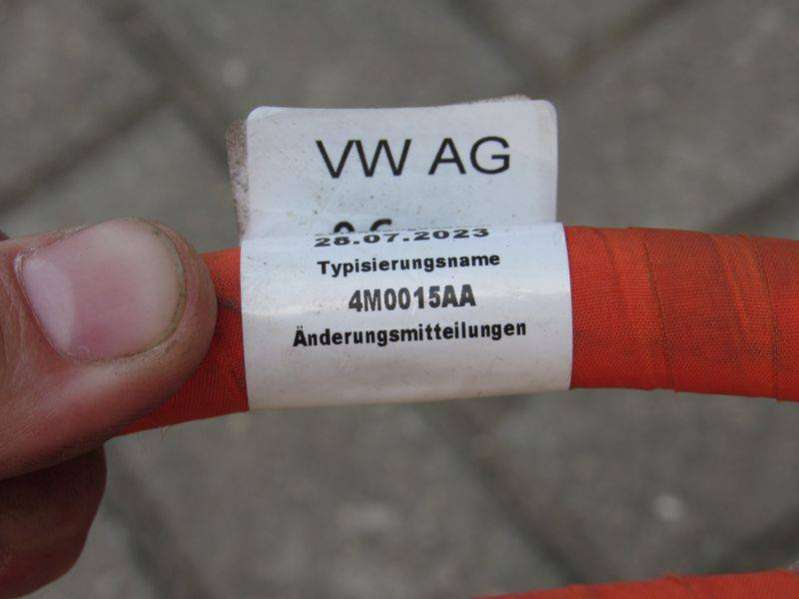 VW AG
28.07.2023
Typisierungsname
4M0015AA
Änderungsmitteilungen